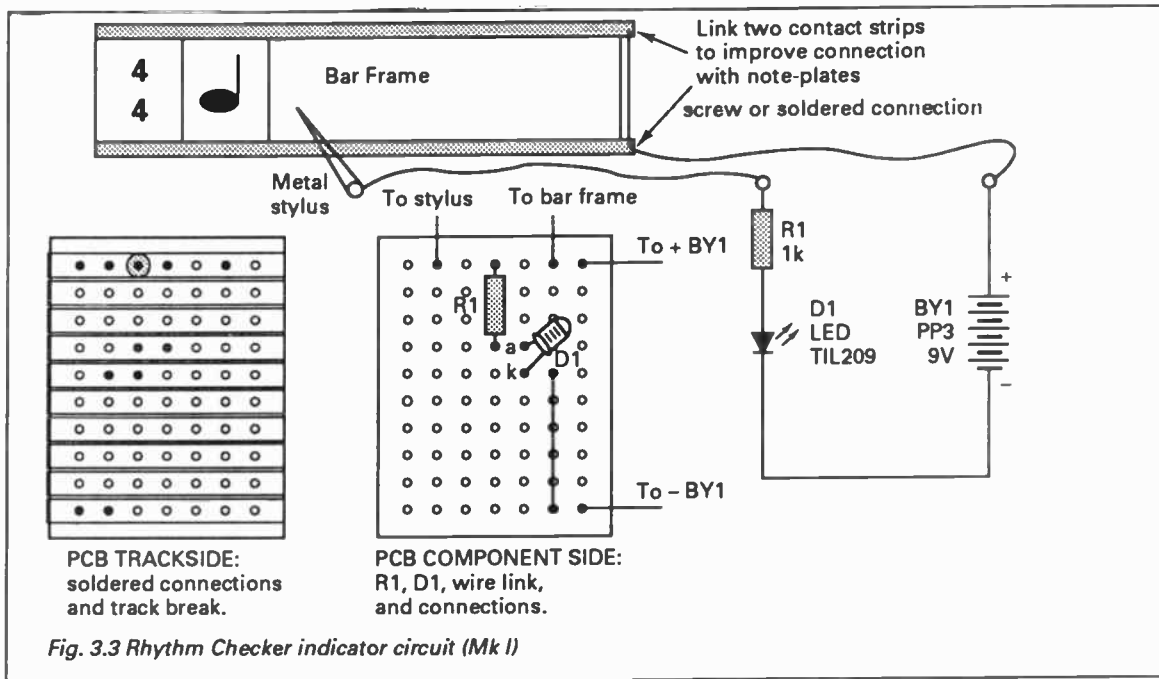 Link two contact strips
to improve connection
with note-plates
screw or soldered connection
4
4
Bar Frame
Metal
stylus
To stylus
To bar frame
To + BY1
R1
1k
D1
LED
TIL209
+
BY1
PP3
9V
−
R1
a
k
D1
To – BY1
PCB TRACKSIDE:
soldered connections
and track break.
PCB COMPONENT SIDE:
R1, D1, wire link,
and connections.
Fig. 3.3 Rhythm Checker indicator circuit (Mk I)